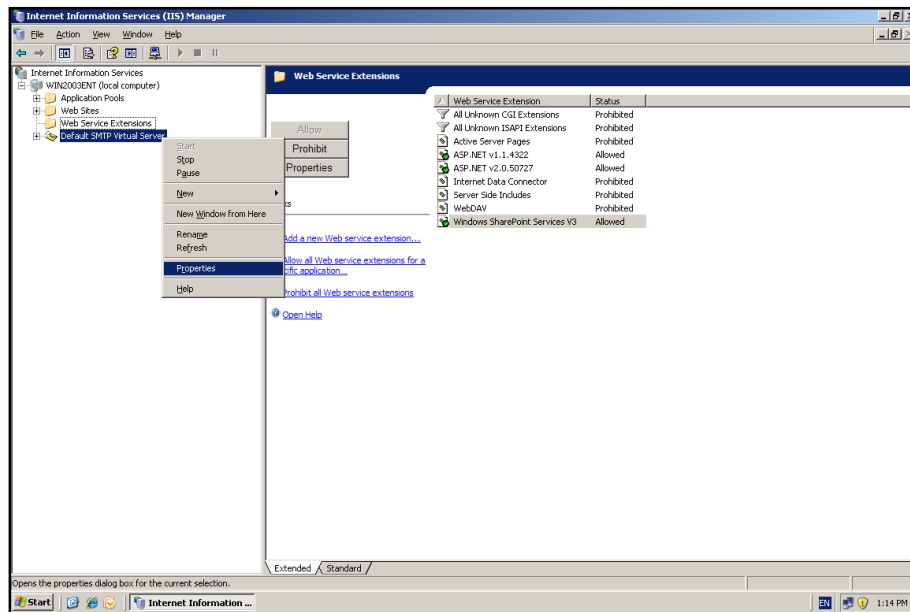 Internet Information Services (IIS) Manager
File Action View Window Help
Internet Information Services
WIN2003ENT (local computer)
Application Pools
Web Sites
Web Service Extensions
Default SMTP Virtual Server
Start
Stop
Pause
New
New Window from Here
Rename
Refresh
Properties
Help
Web Service Extensions
Allow
Prohibit
Properties
ks
Add a new Web service extension...
Allow all Web service extensions for a
cific application...
Prohibit all Web service extensions
Open Help
Web Service Extension Status
All Unknown CGI Extensions Prohibited
All Unknown ISAPI Extensions Prohibited
Active Server Pages Prohibited
ASP.NET v1.1.4322 Allowed
ASP.NET v2.0.50727 Allowed
Internet Data Connector Prohibited
Server Side Includes Prohibited
WebDAV Prohibited
Windows SharePoint Services V3 Allowed
Extended Standard
Opens the properties dialog box for the current selection.
Start Internet Information ... EN 1:14 PM